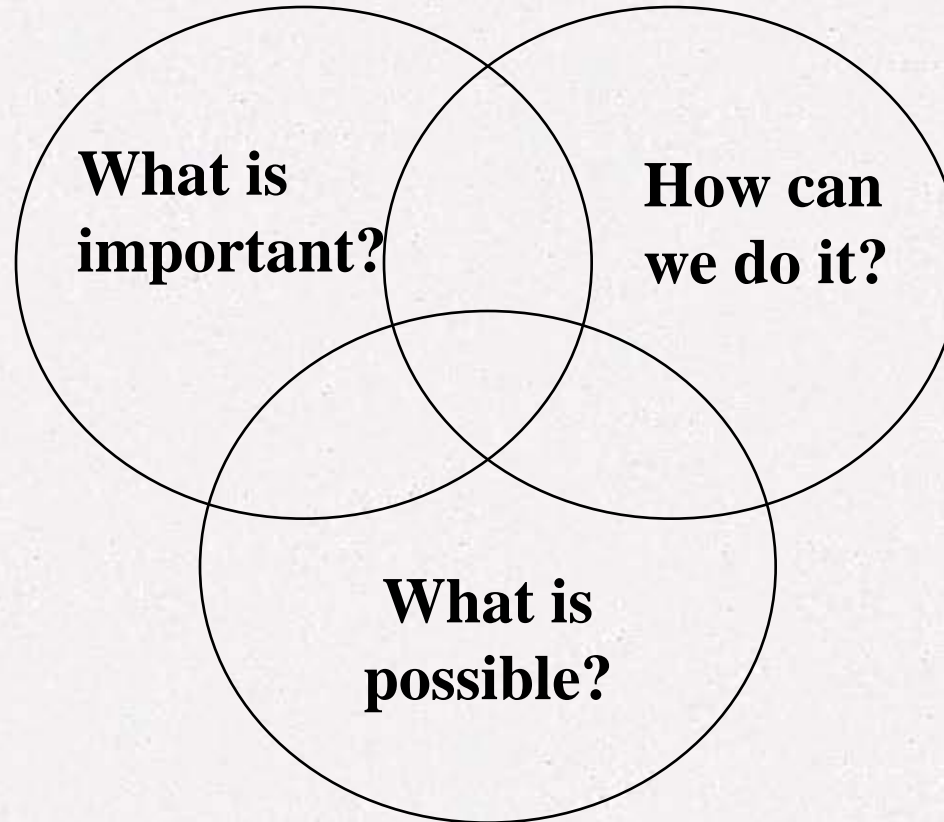 What is
important?
How can
we do it?
What is
possible?